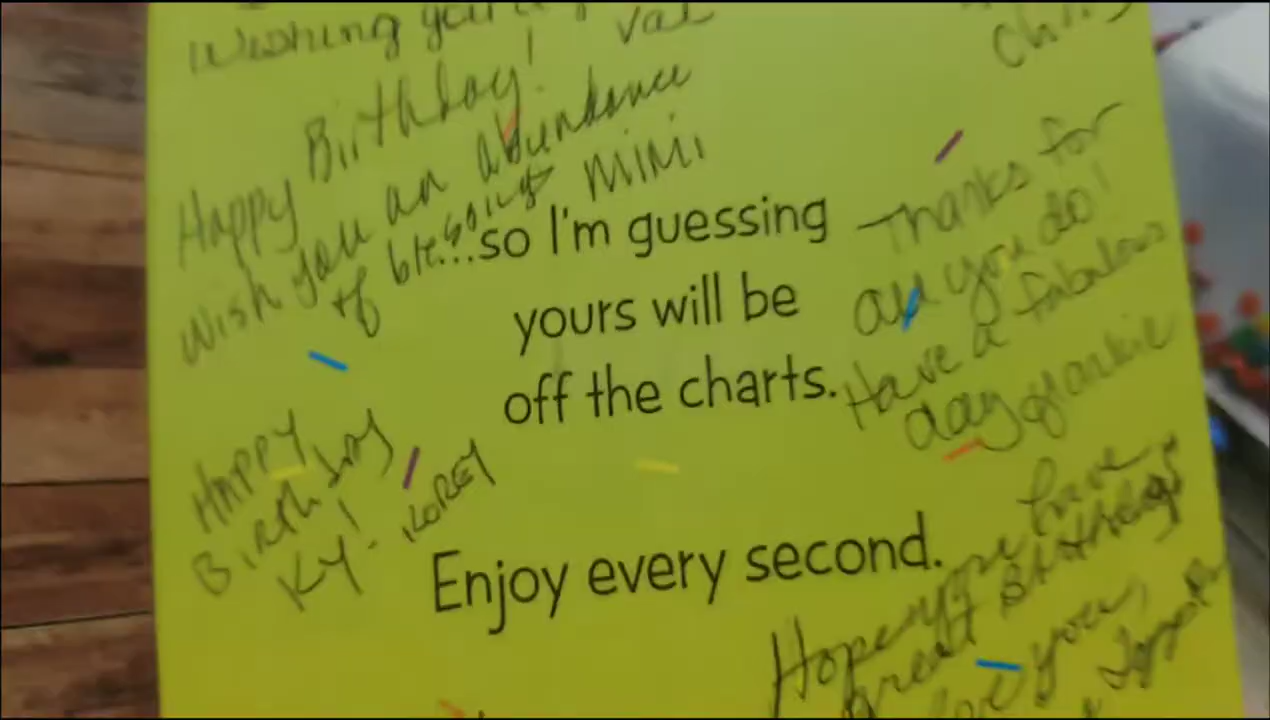 Wishing you
Val
Happy Birthday!
Wish you an abundance
of blessings MiMi
...so I'm guessing
yours will be
off the charts.
Thanks for
all you do!
Have a fabulous
day Frankie
HAPPY
BirthDAY
KY! - KOREY
Enjoy every second.
Hope you have
great Birthday
love you,